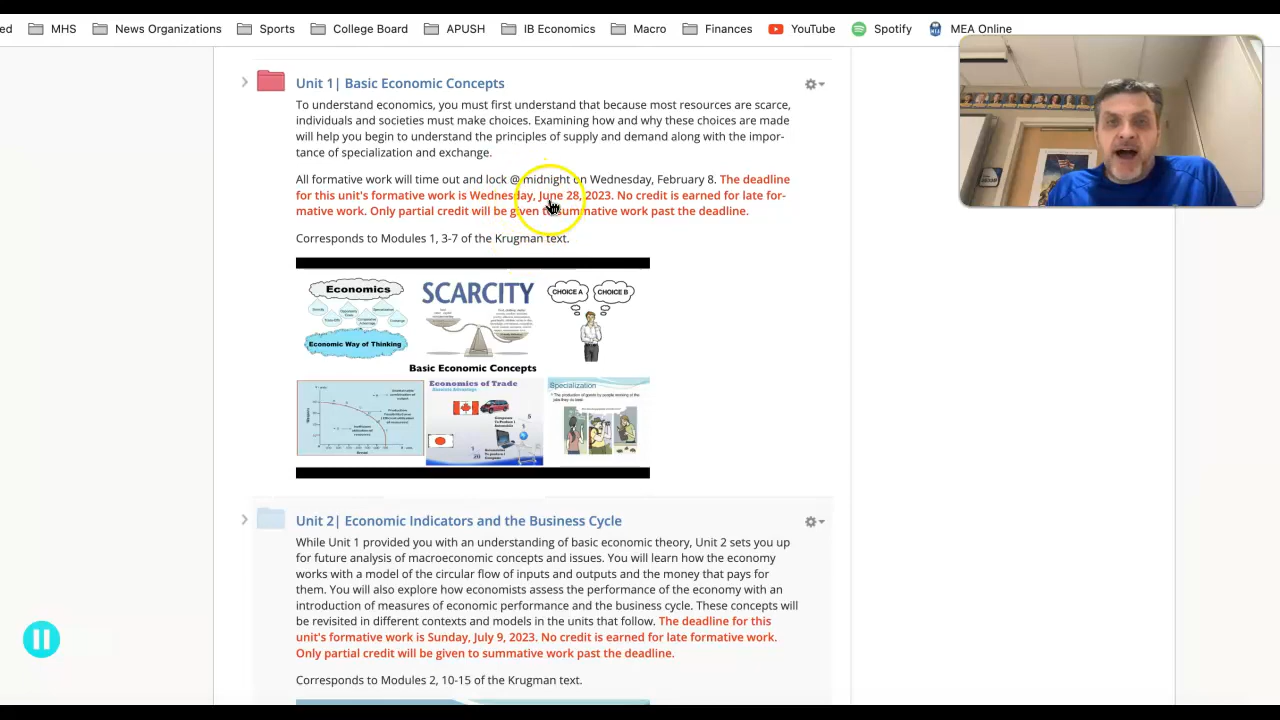 ed MHS News Organizations Sports College Board APUSH IB Economics Macro Finances YouTube Spotify MEA Online
Unit 1| Basic Economic Concepts
To understand economics, you must first understand that because most resources are scarce,
individuals and societies must make choices. Examining how and why these choices are made
will help you begin to understand the principles of supply and demand along with the impor-
tance of specialization and exchange.
All formative work will time out and lock @ midnight on Wednesday, February 8. The deadline
for this unit's formative work is Wednesday, June 28, 2023. No credit is earned for late for-
mative work. Only partial credit will be given to summative work past the deadline.
Corresponds to Modules 1, 3-7 of the Krugman text.
Economics
Economic Way of Thinking
SCARCITY
CHOICE A
CHOICE B
Basic Economic Concepts
Economics of Trade
Specialization
Unit 2| Economic Indicators and the Business Cycle
While Unit 1 provided you with an understanding of basic economic theory, Unit 2 sets you up
for future analysis of macroeconomic concepts and issues. You will learn how the economy
works with a model of the circular flow of inputs and outputs and the money that pays for
them. You will also explore how economists assess the performance of the economy with an
introduction of measures of economic performance and the business cycle. These concepts will
be revisited in different contexts and models in the units that follow. The deadline for this
unit's formative work is Sunday, July 9, 2023. No credit is earned for late formative work.
Only partial credit will be given to summative work past the deadline.
Corresponds to Modules 2, 10-15 of the Krugman text.